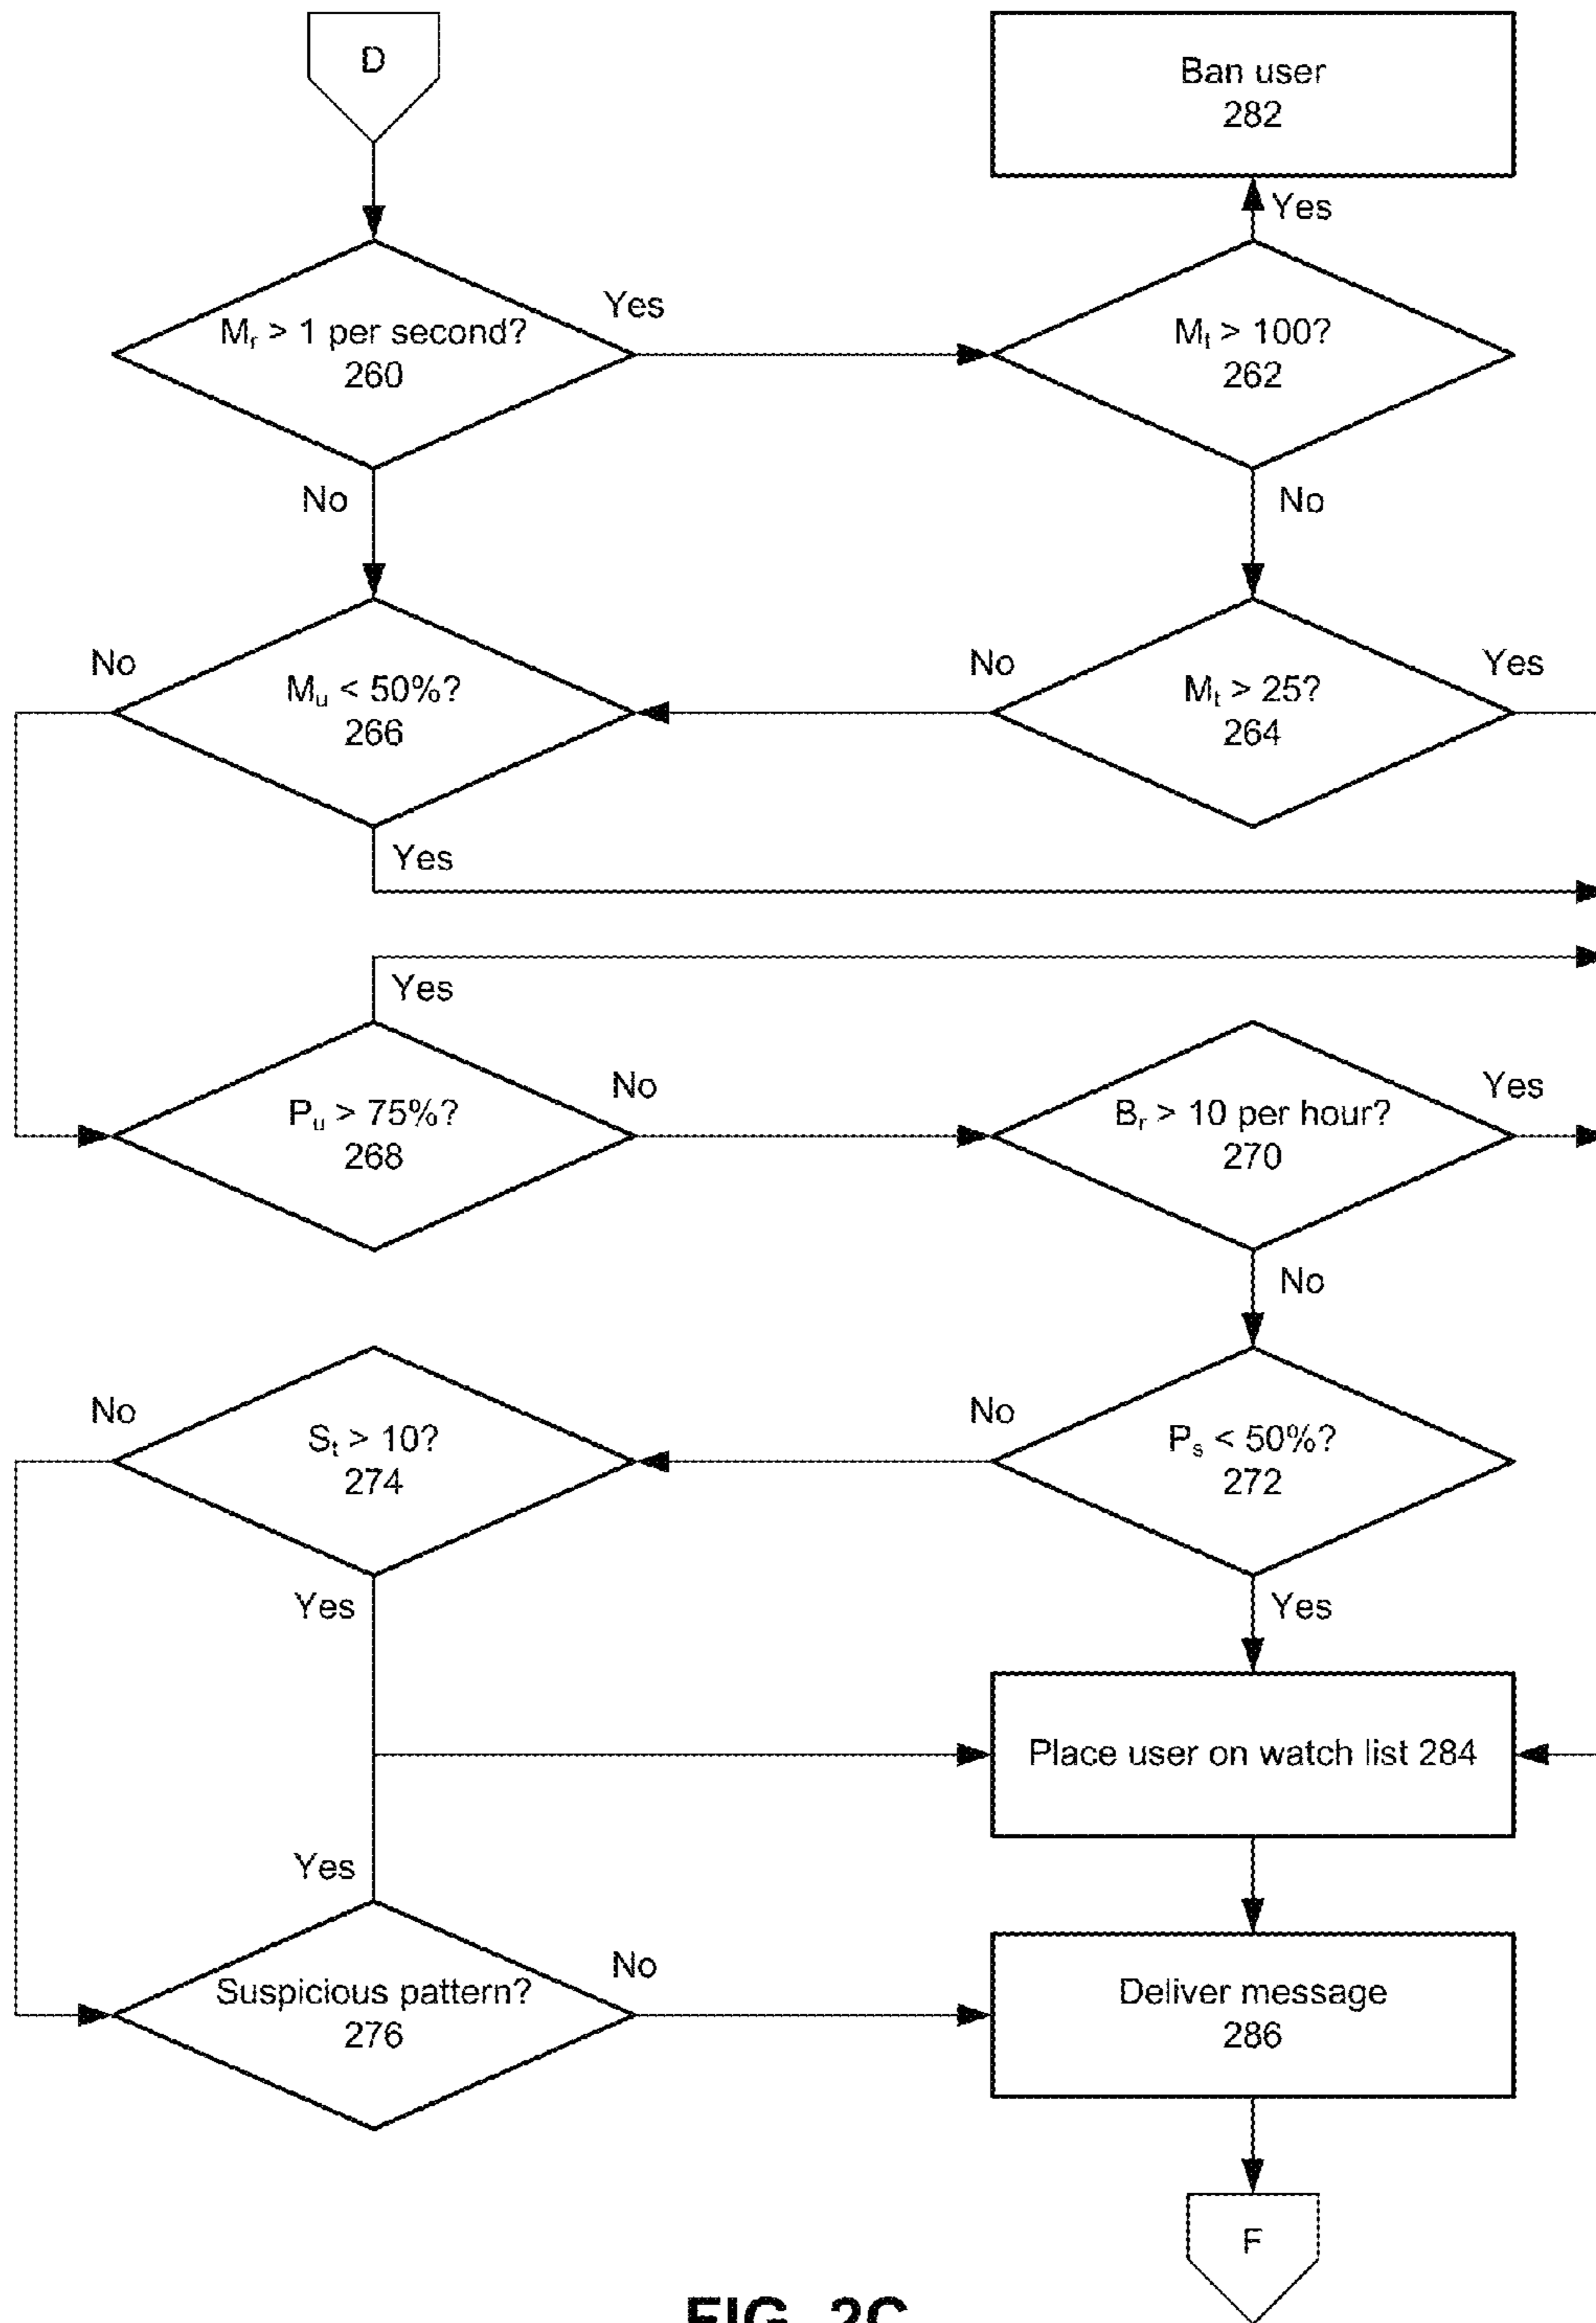 D
Ban user
282
Yes
Mᵣ > 1 per second?
260
Yes
Mₜ > 100?
262
No
No
No
Mᵤ < 50%?
266
No
Mₜ > 25?
264
Yes
Yes
Yes
Pᵤ > 75%?
268
No
Bᵣ > 10 per hour?
270
Yes
No
No
Sₜ > 10?
274
No
Pₛ < 50%?
272
Yes
Yes
Place user on watch list 284
Yes
Suspicious pattern?
276
No
Deliver message
286
F
FIG. 2C